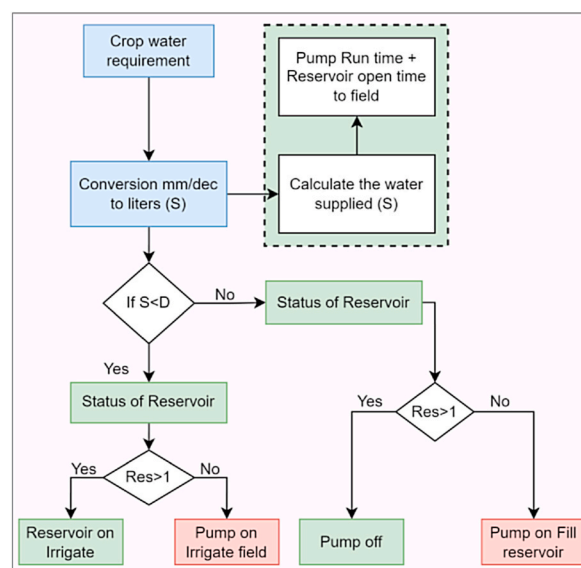 Crop water
requirement
Pump Run time +
Reservoir open time
to field
Conversion mm/dec
to liters (S)
Calculate the water
supplied (S)
If S<D
No
Status of Reservoir
Yes
Status of Reservoir
Yes
Res>1
No
Yes
Res>1
No
Reservoir on
Irrigate
Pump on
Irrigate field
Pump off
Pump on Fill
reservoir